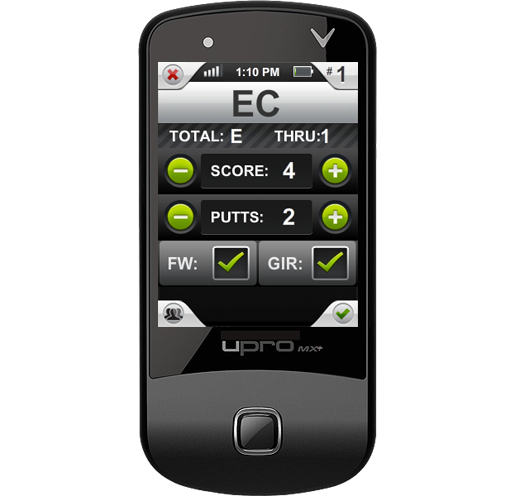 1:10 PM #1
EC
TOTAL: E THRU:1
SCORE: 4
PUTTS: 2
FW: GIR:
upro MX+